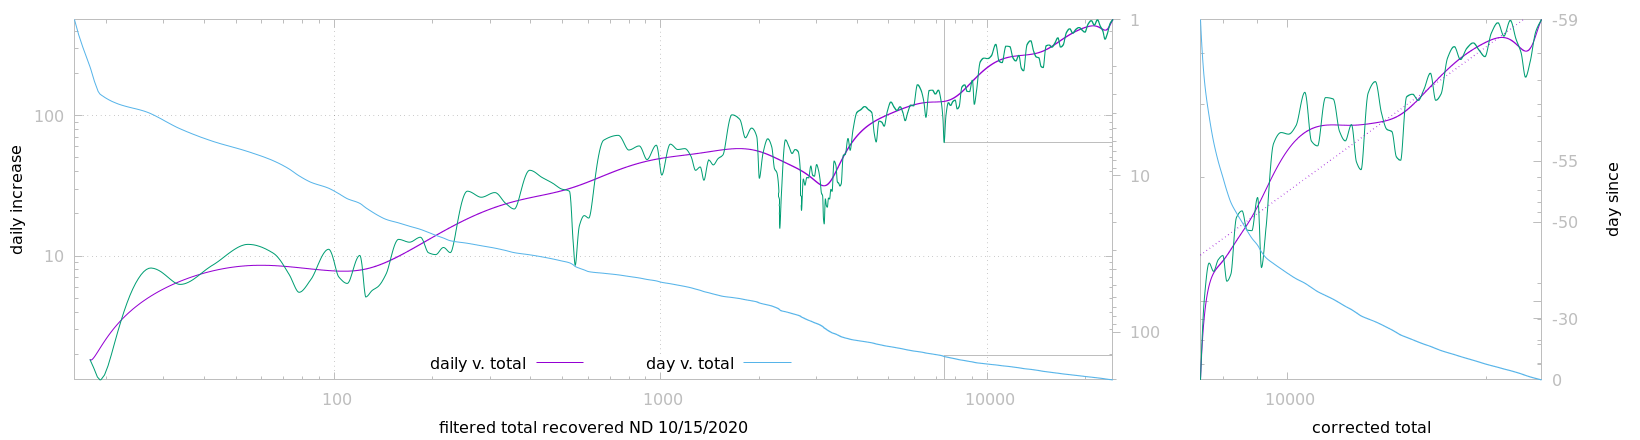 1
-59
100
daily increase
10
-55
day since
-50
10
-30
100
daily v. total
day v. total
0
100
1000
10000
10000
filtered total recovered ND 10/15/2020
corrected total